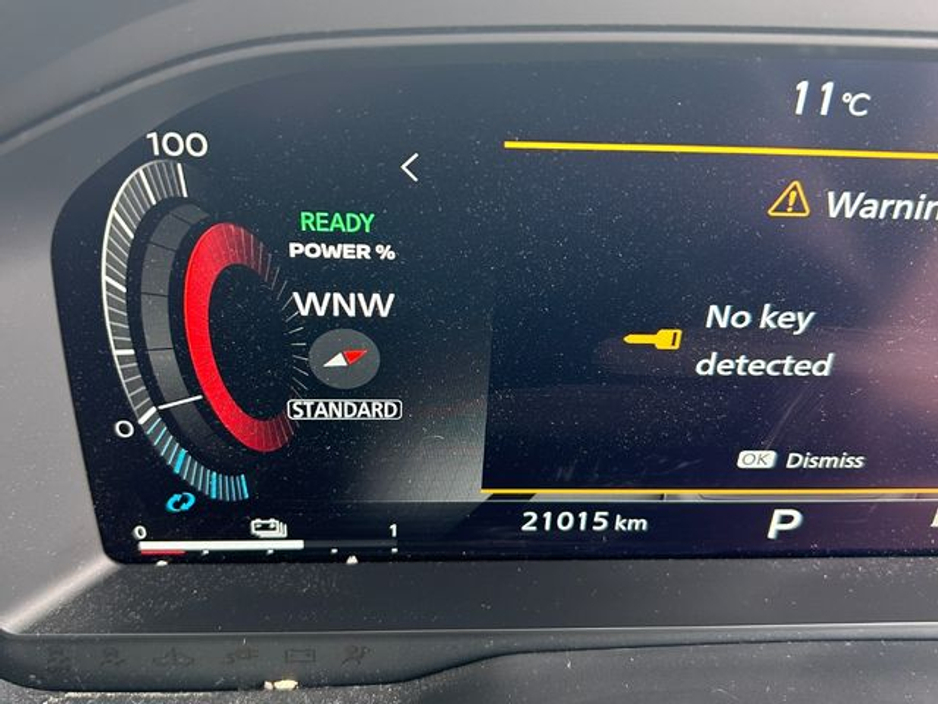 100
11°C
<
READY
POWER %
Warnin
WNW
No key
detected
STANDARD
0
OK Dismiss
21015 km
P
0
1